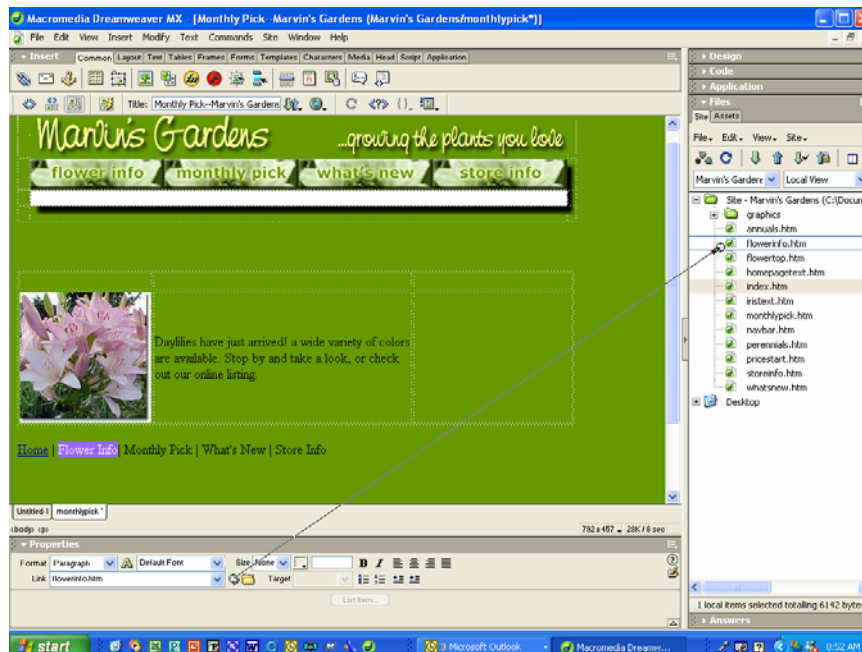 Macromedia Dreamweaver MX - [Monthly Pick--Marvin's Gardens (Marvin's Gardens/monthlypick*)]
File Edit View Insert Modify Text Commands Site Window Help
Insert Common Layout Text Tables Frames Forms Templates Characters Media Head Script Application
Title: Monthly Pick--Marvin's Gardens
Marvin's Gardens ...growing the plants you love
flower info monthly pick what's new store info
Daylilies have just arrived! a wide variety of colors
are available. Stop by and take a look, or check
out our online listing.
Home | Flower Info| Monthly Pick | What's New | Store Info
Untitled-1 monthlypick *
<body> <p> 792 x 457 28K / 8 sec
Properties
Format Paragraph Default Font Size None B I
Link flowerinfo.htm Target
List Item...
Design
Code
Application
Files
Site Assets
File Edit View Site
Marvin's Gardens Local View
Site - Marvin's Gardens (C:\Docum
graphics
annuals.htm
flowerinfo.htm
flowertop.htm
homepagetext.htm
index.htm
iristext.htm
monthlypick.htm
navbar.htm
perennials.htm
pricestart.htm
storeinfo.htm
whatsnew.htm
Desktop
1 local items selected totalling 6142 bytes
Answers
start 3 Microsoft Outlook Macromedia Dreamw... 8:52 AM